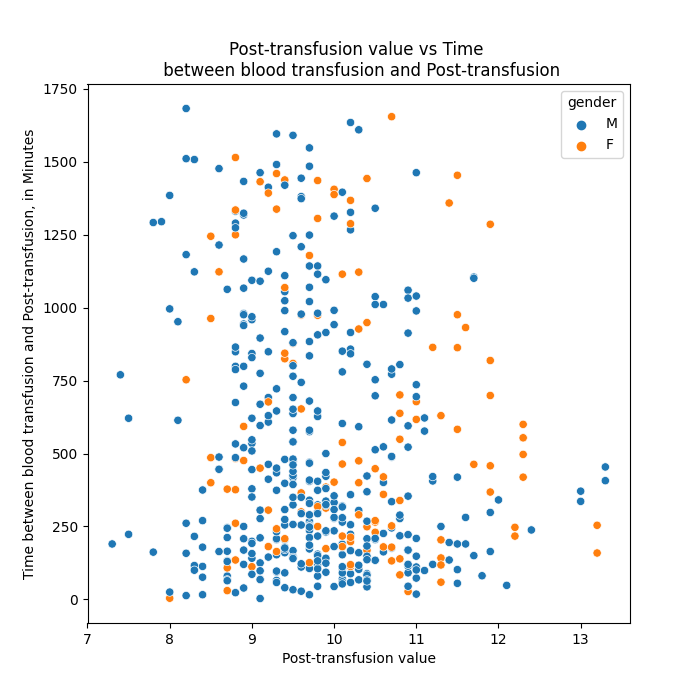 Post-transfusion value vs Time
between blood transfusion and Post-transfusion
gender
M
F
Time between blood transfusion and Post-transfusion, in Minutes
1750
1500
1250
1000
750
500
250
0
7 8 9 10 11 12 13
Post-transfusion value